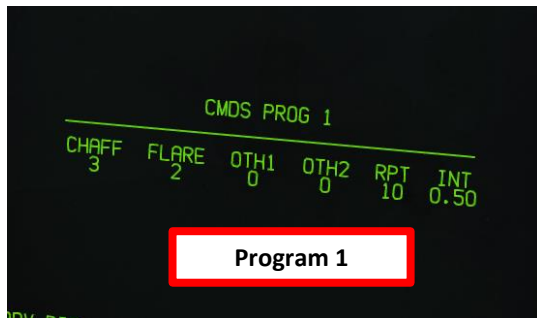 CMDS PROG 1
CHAFF FLARE OTH1 OTH2 RPT INT
3 2 0 0 10 0.50
Program 1